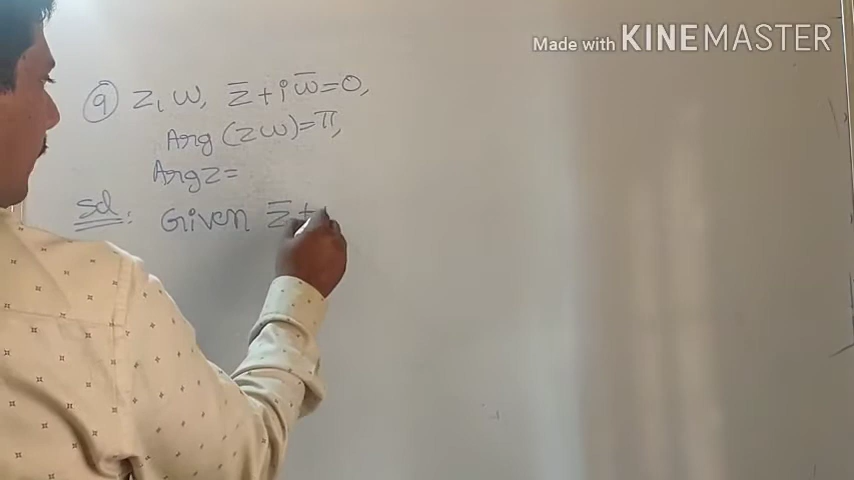 Made with KINEMASTER
9 z, w, z̅ + i w̅ = 0,
Arg (zw) = π,
Arg z =
Sol: Given z̅ +